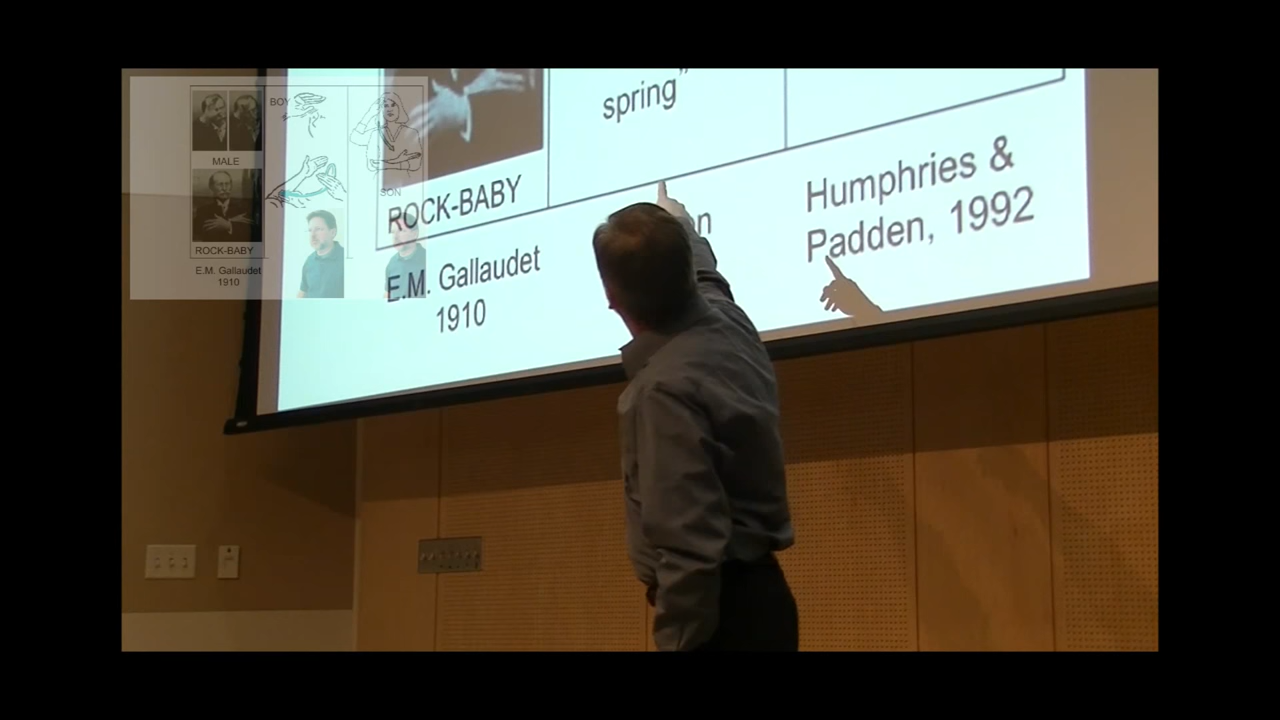 BOY
MALE
SON
ROCK-BABY
E.M. Gallaudet
1910
spring”
ROCK-BABY
E.M. Gallaudet
1910
n
Humphries &
Padden, 1992